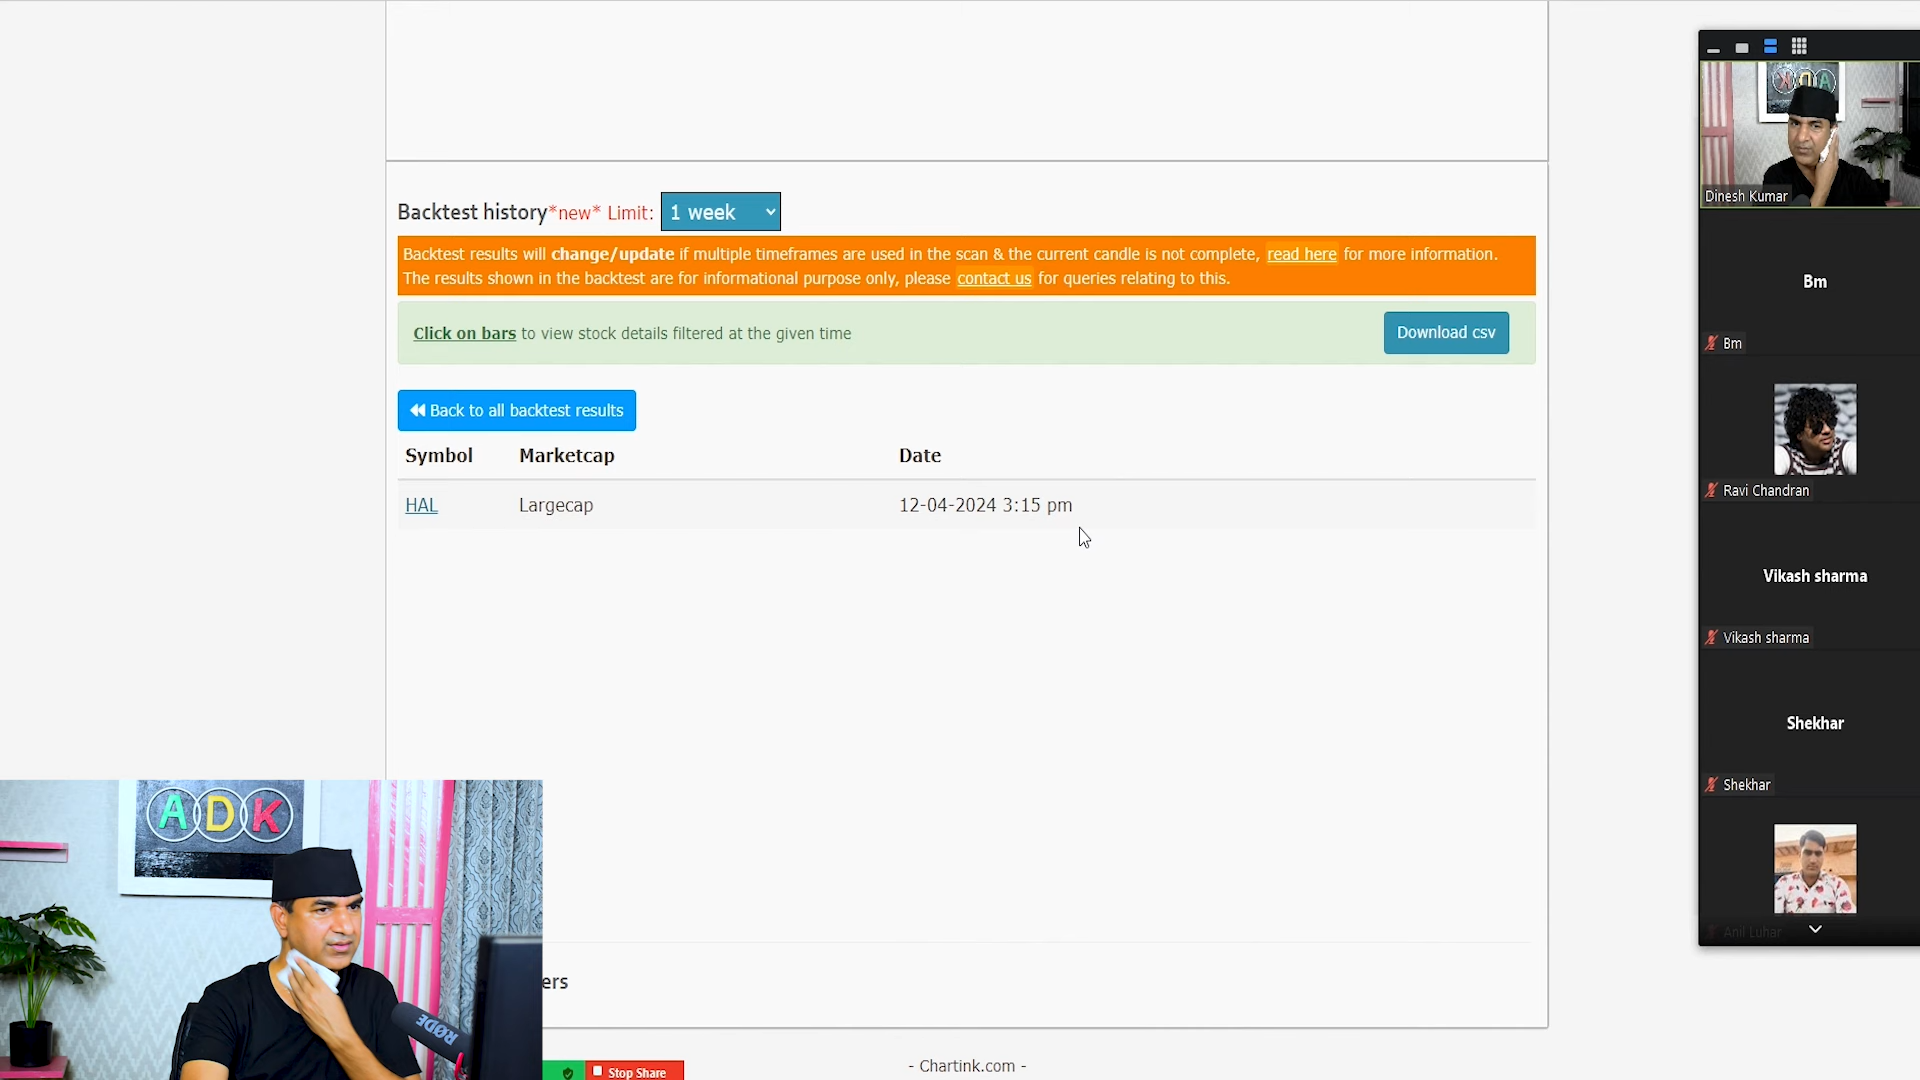 Backtest history*new* Limit: 1 week
Backtest results will change/update if multiple timeframes are used in the scan & the current candle is not complete, read here for more information.
The results shown in the backtest are for informational purpose only, please contact us for queries relating to this.
Click on bars to view stock details filtered at the given time
Download csv
Back to all backtest results
Symbol Marketcap Date
HAL Largecap 12-04-2024 3:15 pm
ers
- Chartink.com -
Stop Share
ADK
RØDE
Dinesh Kumar
Bm
Bm
Ravi Chandran
Vikash sharma
Vikash sharma
Shekhar
Shekhar
Anil Luhar